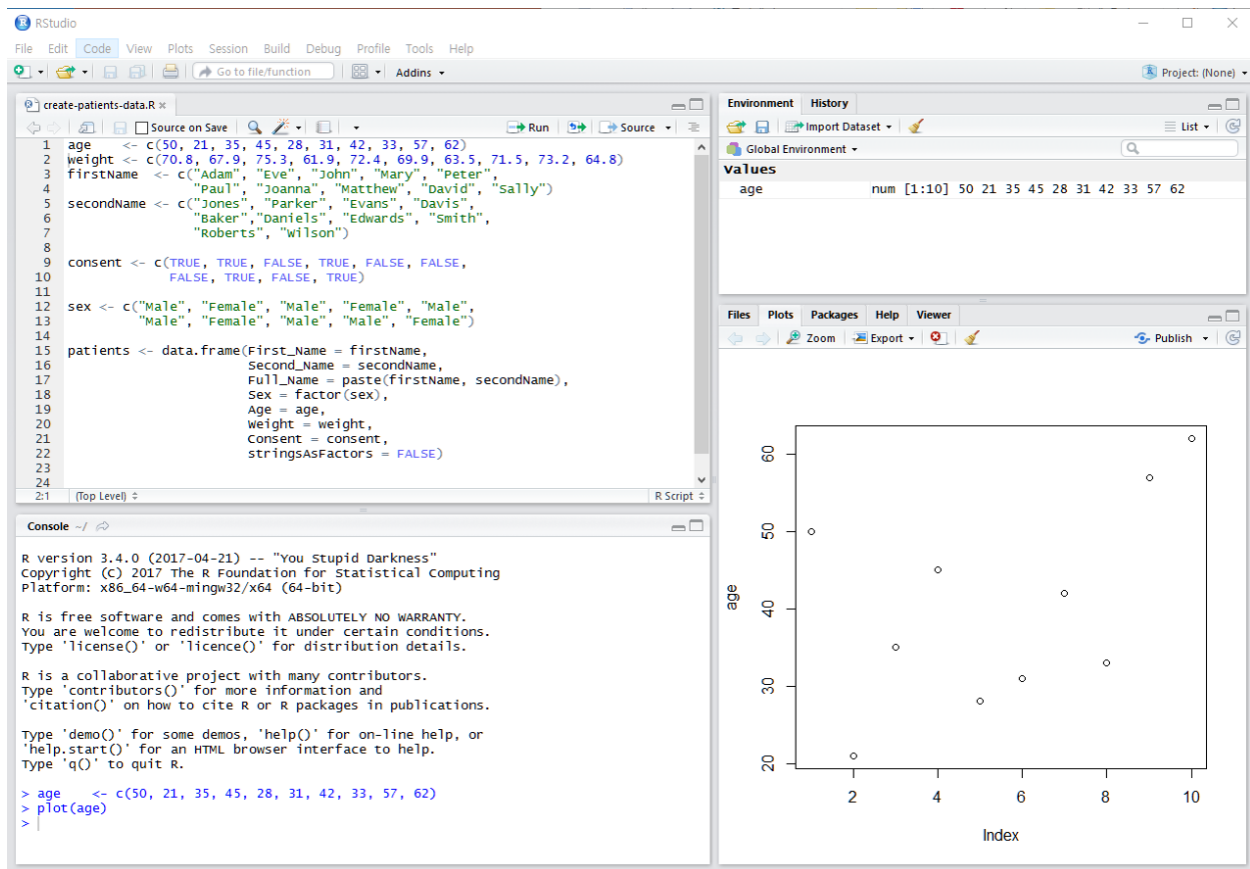 RStudio
File Edit Code View Plots Session Build Debug Profile Tools Help
Go to file/function Addins Project: (None)
create-patients-data.R
Source on Save Run Source
1 age    <- c(50, 21, 35, 45, 28, 31, 42, 33, 57, 62)
2 weight <- c(70.8, 67.9, 75.3, 61.9, 72.4, 69.9, 63.5, 71.5, 73.2, 64.8)
3 firstName  <- c("Adam", "Eve", "John", "Mary", "Peter",
4                 "Paul", "Joanna", "Matthew", "David", "Sally")
5 secondName <- c("Jones", "Parker", "Evans", "Davis",
6                 "Baker","Daniels", "Edwards", "Smith",
7                 "Roberts", "Wilson")
8
9 consent <- c(TRUE, TRUE, FALSE, TRUE, FALSE, FALSE,
10              FALSE, TRUE, FALSE, TRUE)
11
12 sex <- c("Male", "Female", "Male", "Female", "Male",
13          "Male", "Female", "Male", "Male", "Female")
14
15 patients <- data.frame(First_Name = firstName,
16                        Second_Name = secondName,
17                        Full_Name = paste(firstName, secondName),
18                        Sex = factor(sex),
19                        Age = age,
20                        Weight = weight,
21                        Consent = consent,
22                        stringsAsFactors = FALSE)
23
24
2:1 (Top Level) R Script
Console ~/
R version 3.4.0 (2017-04-21) -- "You Stupid Darkness"
Copyright (C) 2017 The R Foundation for Statistical Computing
Platform: x86_64-w64-mingw32/x64 (64-bit)
R is free software and comes with ABSOLUTELY NO WARRANTY.
You are welcome to redistribute it under certain conditions.
Type 'license()' or 'licence()' for distribution details.
R is a collaborative project with many contributors.
Type 'contributors()' for more information and
'citation()' on how to cite R or R packages in publications.
Type 'demo()' for some demos, 'help()' for on-line help, or
'help.start()' for an HTML browser interface to help.
Type 'q()' to quit R.
> age    <- c(50, 21, 35, 45, 28, 31, 42, 33, 57, 62)
> plot(age)
>
Environment History
Import Dataset List
Global Environment
Values
age num [1:10] 50 21 35 45 28 31 42 33 57 62
Files Plots Packages Help Viewer
Zoom Export Publish
60
50
40
30
20
age
2 4 6 8 10
Index